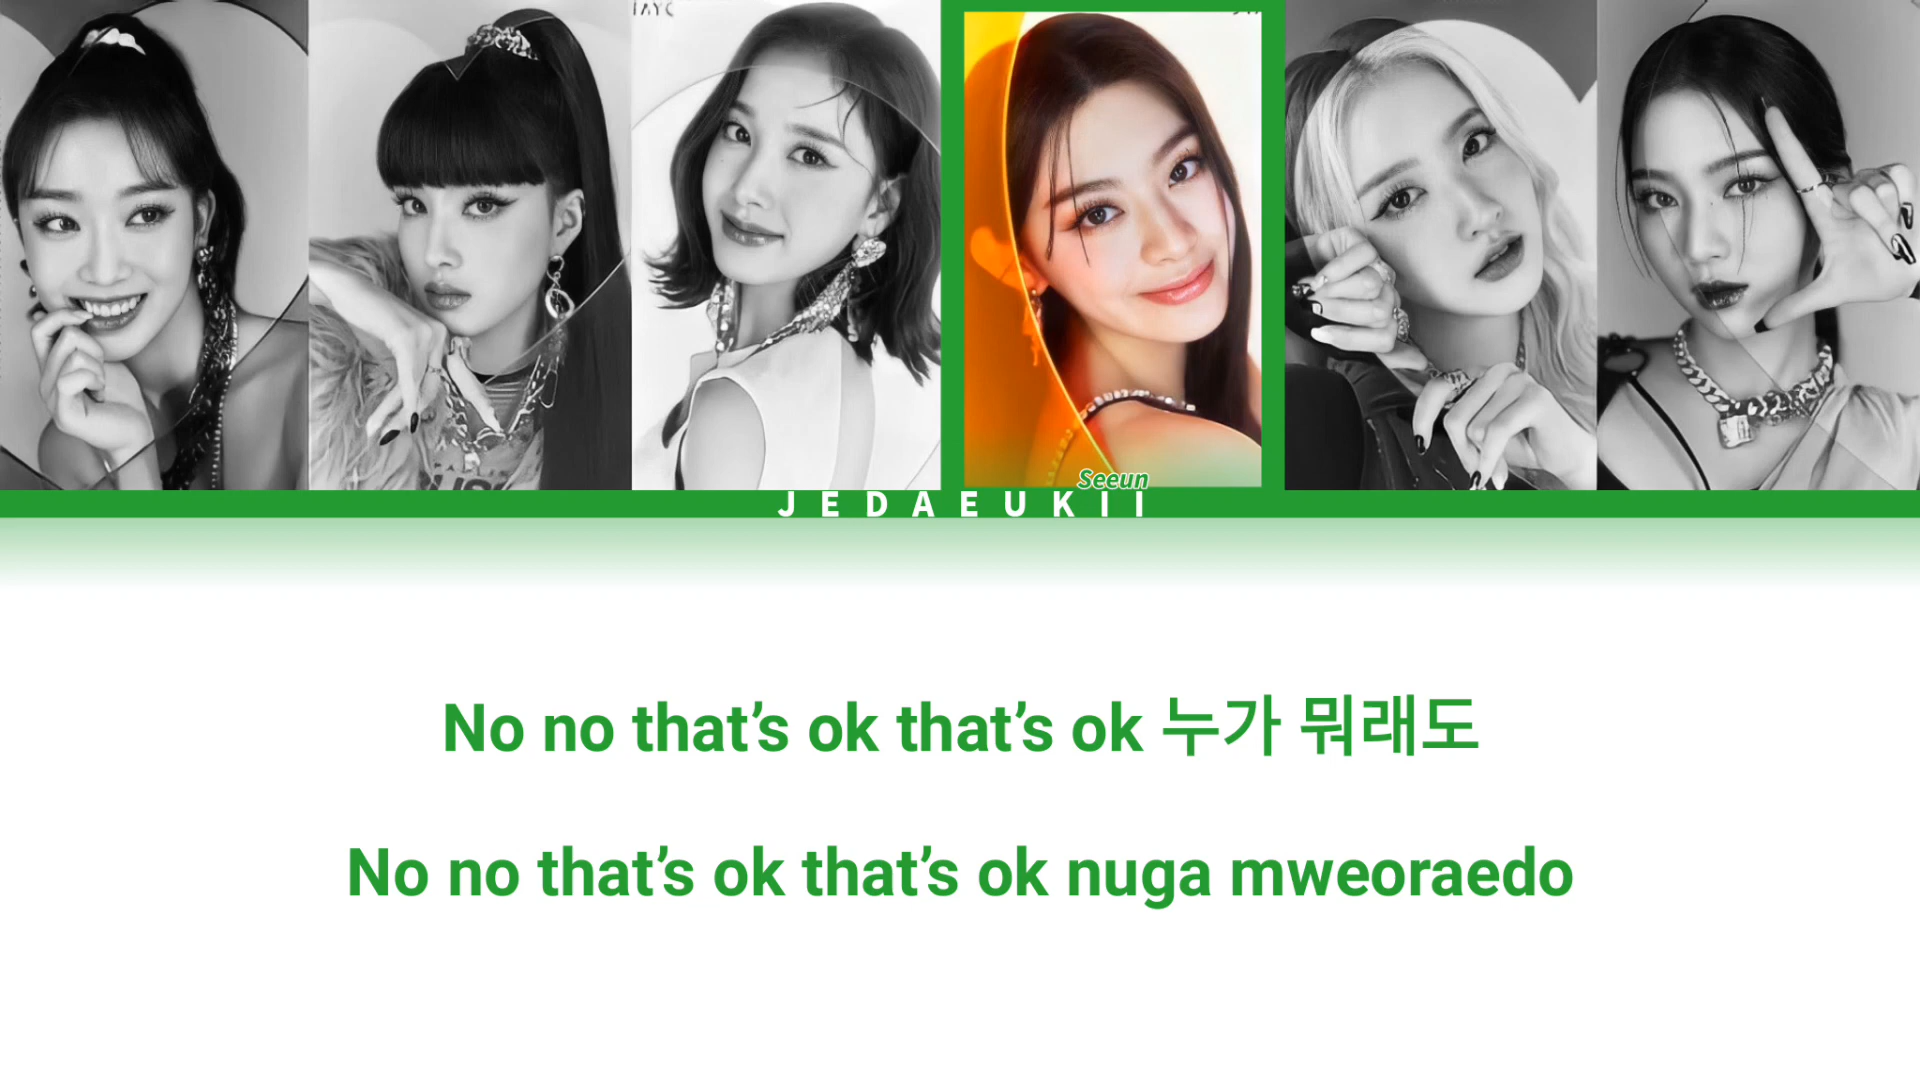 Seeun
JEDAEUKII
No no that’s ok that’s ok 누가 뭐래도
No no that’s ok that’s ok nuga mweoraedo